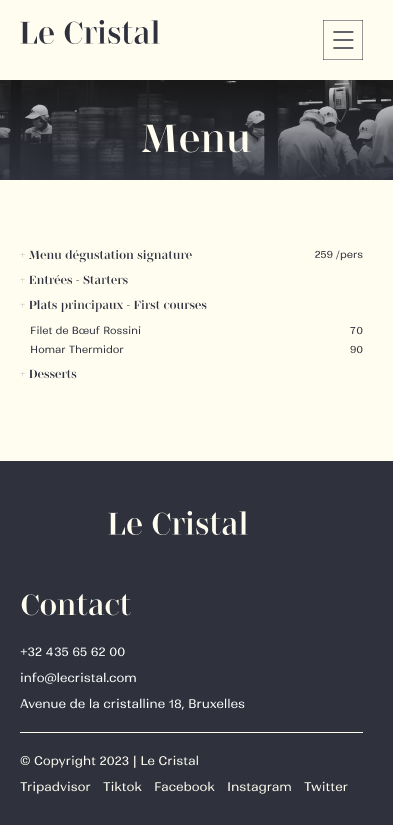 Le Cristal
Menu
+ Menu dégustation signature 259 /pers
+ Entrées - Starters
+ Plats principaux - First courses
Filet de Bœuf Rossini 70
Homar Thermidor 90
+ Desserts
Le Cristal
Contact
+32 435 65 62 00
info@lecristal.com
Avenue de la cristalline 18, Bruxelles
© Copyright 2023 | Le Cristal
Tripadvisor Tiktok Facebook Instagram Twitter